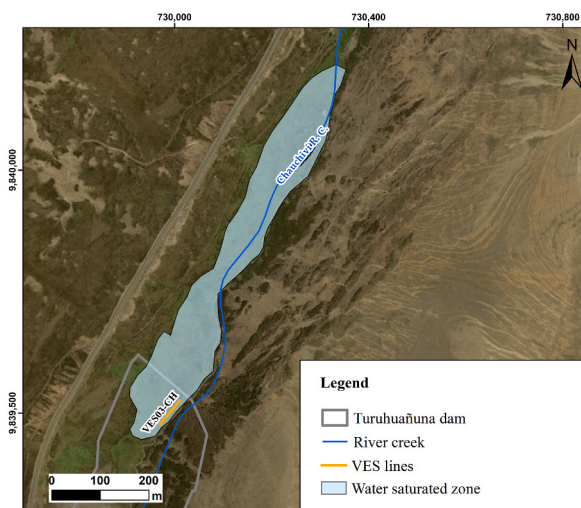 730,000
730,400
730,800
N
9,840,000
Chauchivi R. C.
9,839,500
VES03-CH
Legend
Turuhuañuna dam
River creek
VES lines
Water saturated zone
0 100 200
m